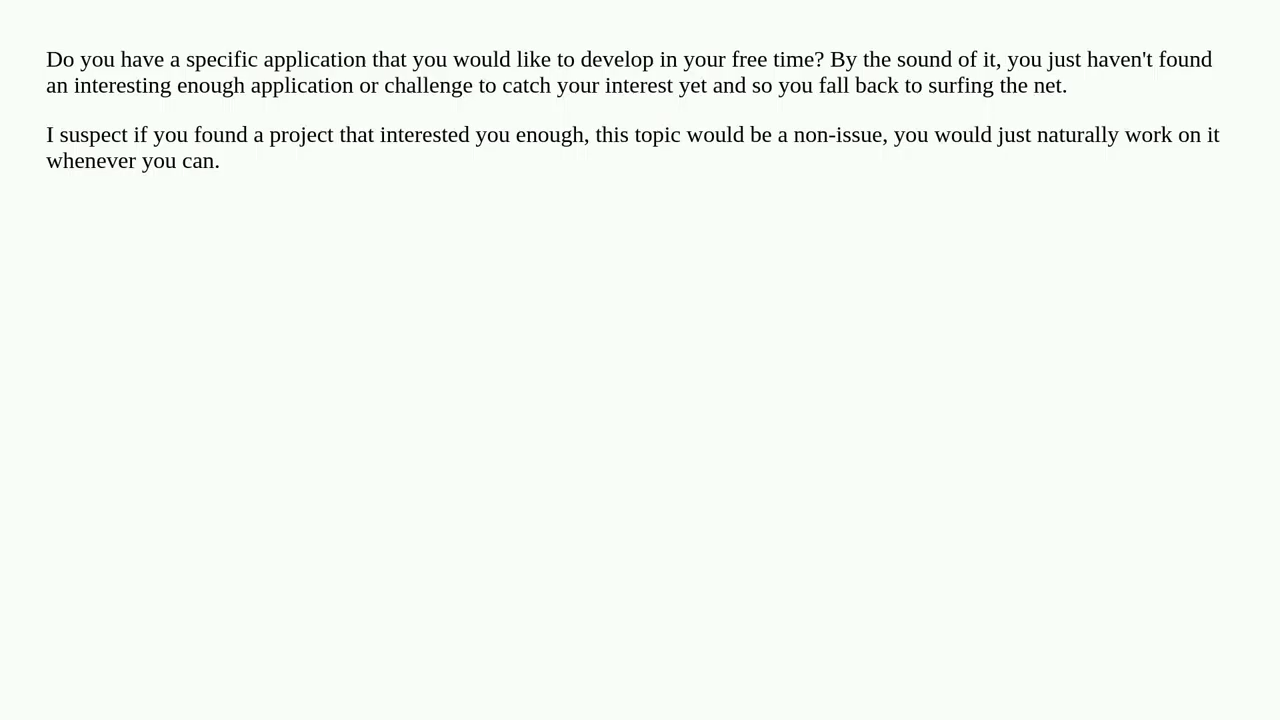 Do you have a specific application that you would like to develop in your free time? By the sound of it, you just haven't found
an interesting enough application or challenge to catch your interest yet and so you fall back to surfing the net.
I suspect if you found a project that interested you enough, this topic would be a non-issue, you would just naturally work on it
whenever you can.